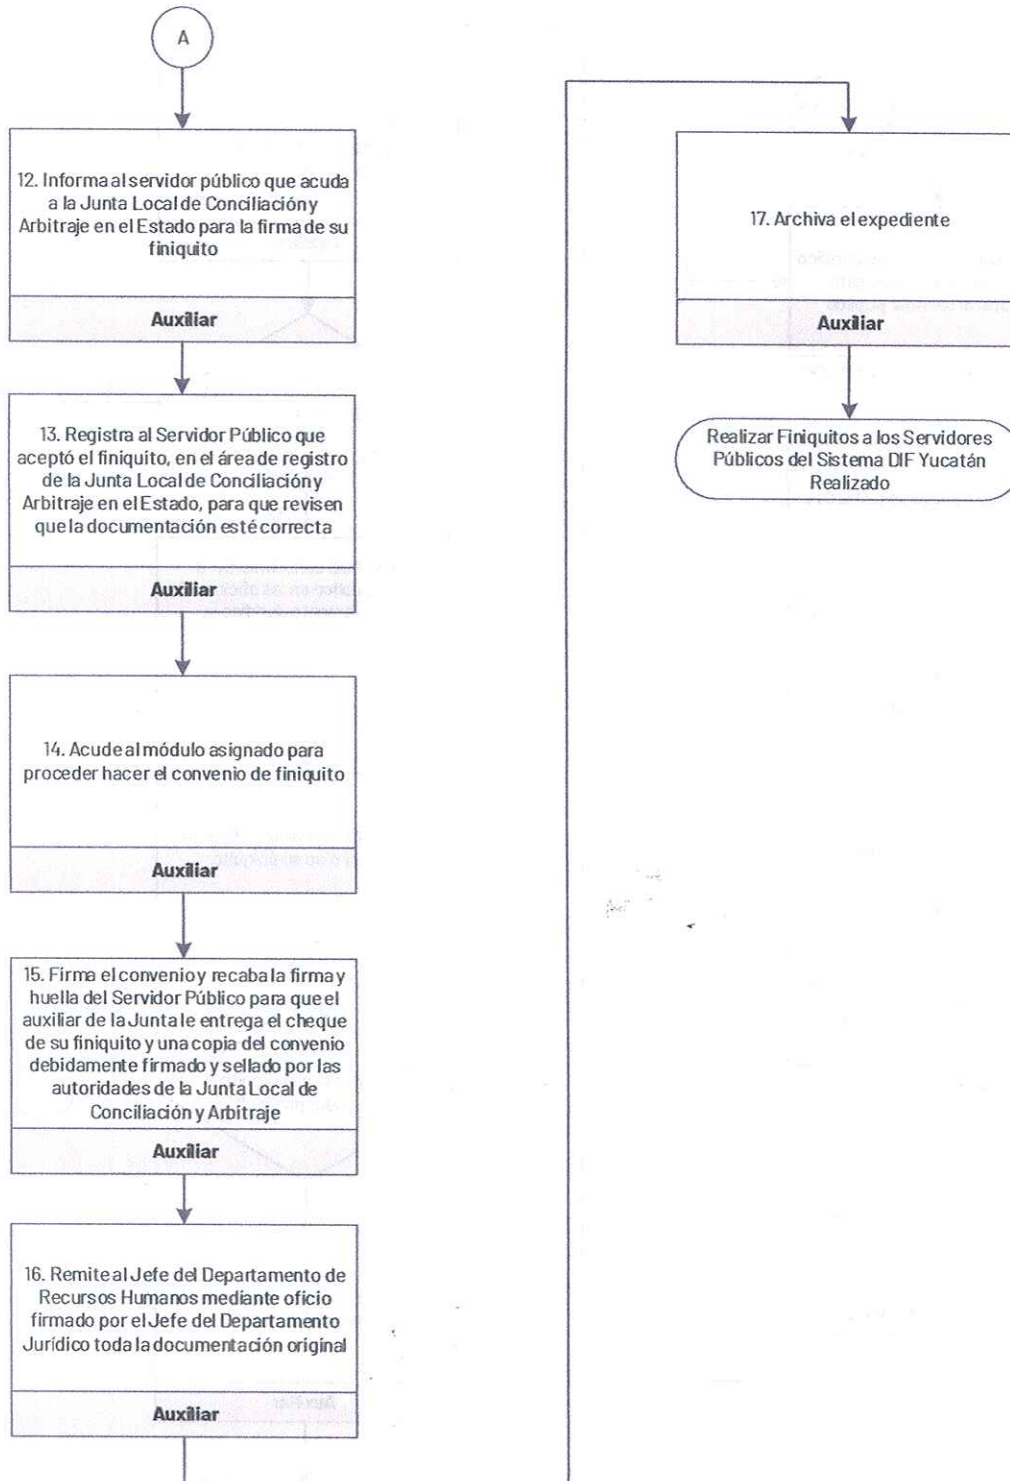 A
12. Informa al servidor público que acuda
a la Junta Local de Conciliación y
Arbitraje en el Estado para la firma de su
finiquito
Auxiliar
13. Registra al Servidor Público que
aceptó el finiquito, en el área de registro
de la Junta Local de Conciliación y
Arbitraje en el Estado, para que revisen
que la documentación esté correcta
Auxiliar
14. Acude al módulo asignado para
proceder hacer el convenio de finiquito
Auxiliar
15. Firma el convenio y recaba la firma y
huella del Servidor Público para que el
auxiliar de la Junta le entrega el cheque
de su finiquito y una copia del convenio
debidamente firmado y sellado por las
autoridades de la Junta Local de
Conciliación y Arbitraje
Auxiliar
16. Remite al Jefe del Departamento de
Recursos Humanos mediante oficio
firmado por el Jefe del Departamento
Jurídico toda la documentación original
Auxiliar
17. Archiva el expediente
Auxiliar
Realizar Finiquitos a los Servidores
Públicos del Sistema DIF Yucatán
Realizado